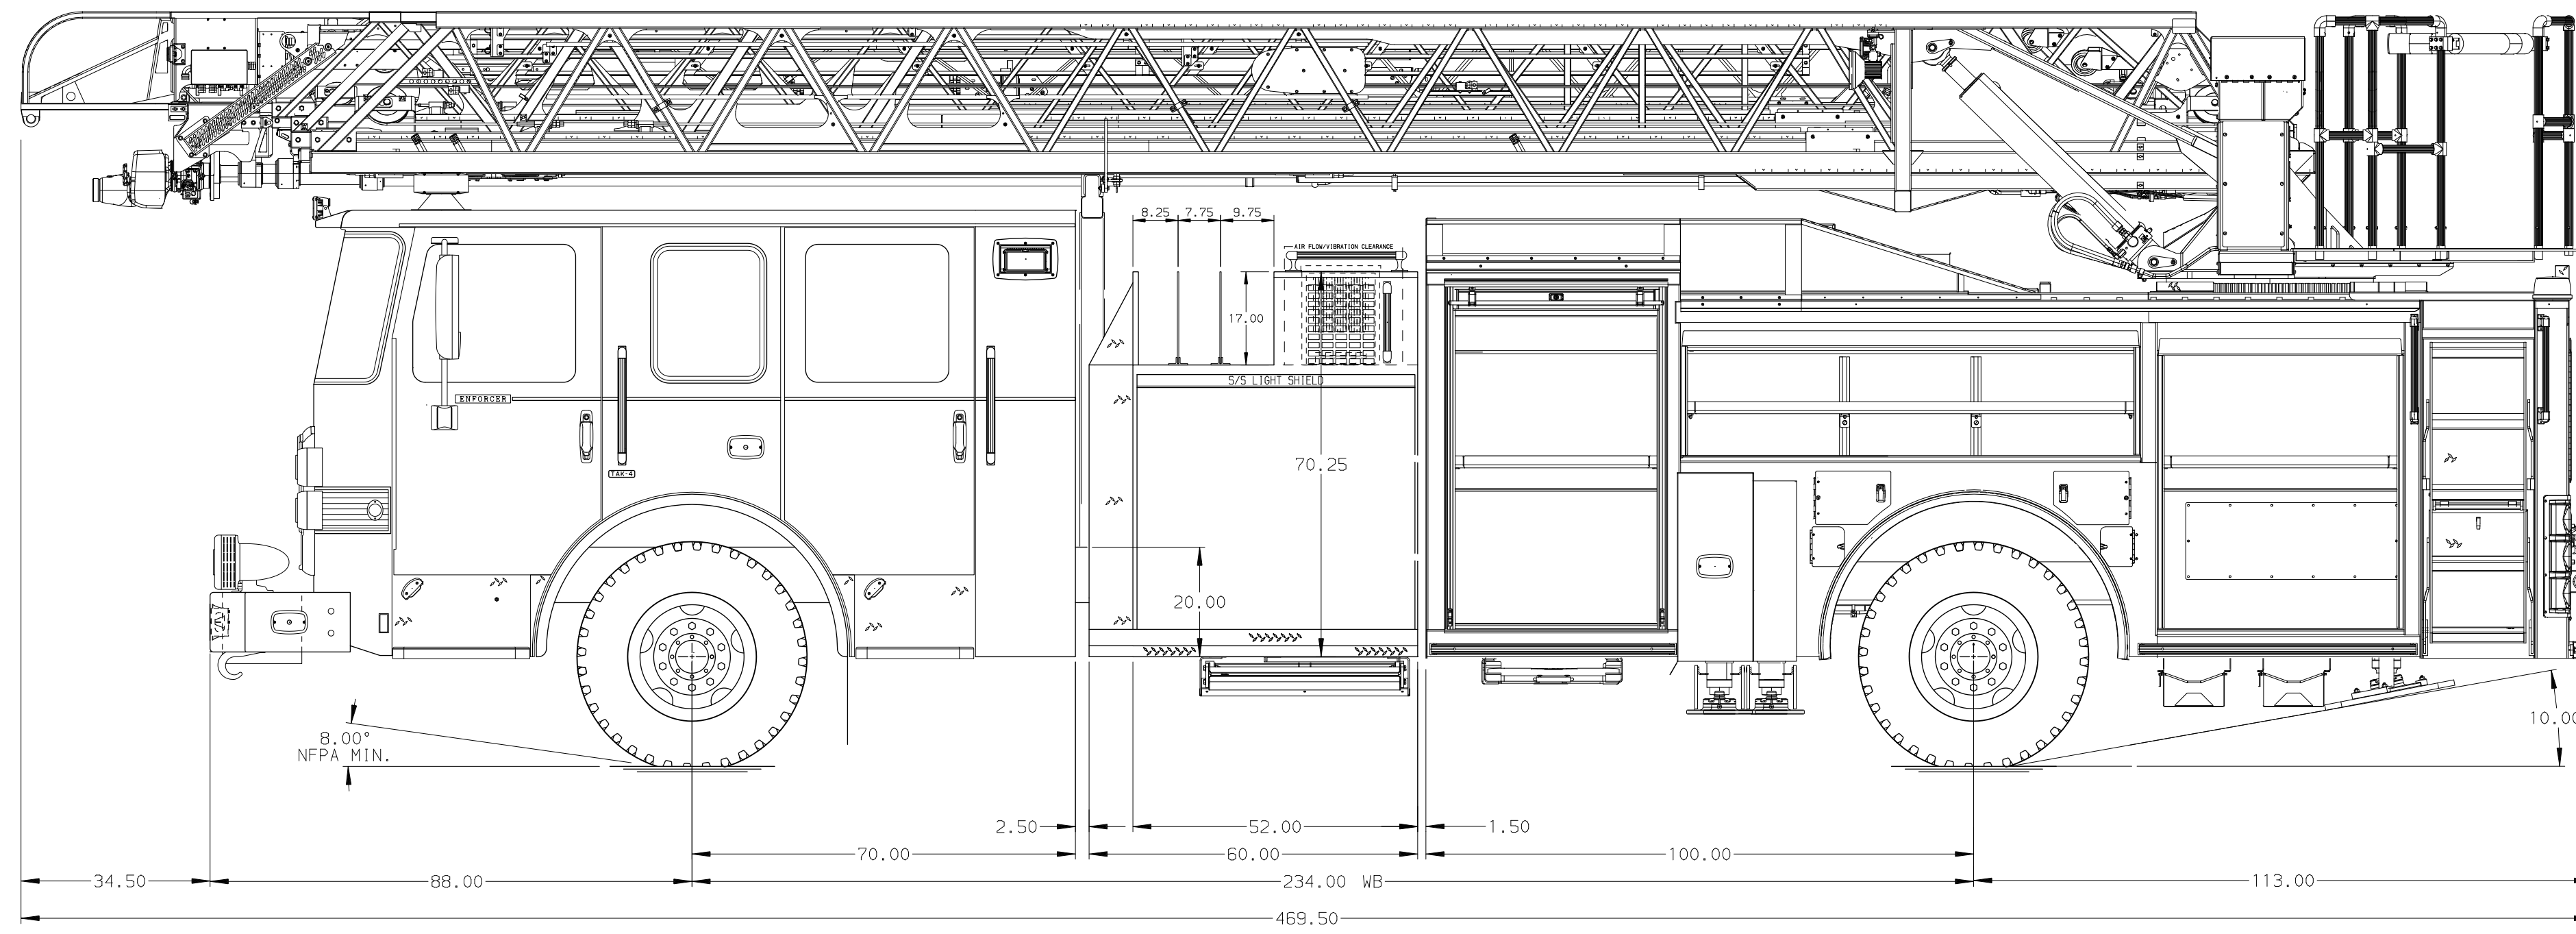 8.25 7.75 9.75
AIR FLOW/VIBRATION CLEARANCE
17.00
S/S LIGHT SHIELD
ENFORCER
70.25
TAK-4
20.00
8.00°
NFPA MIN.
10.00
2.50 52.00 1.50
70.00 60.00 100.00
34.50 88.00 234.00 WB 113.00
469.50